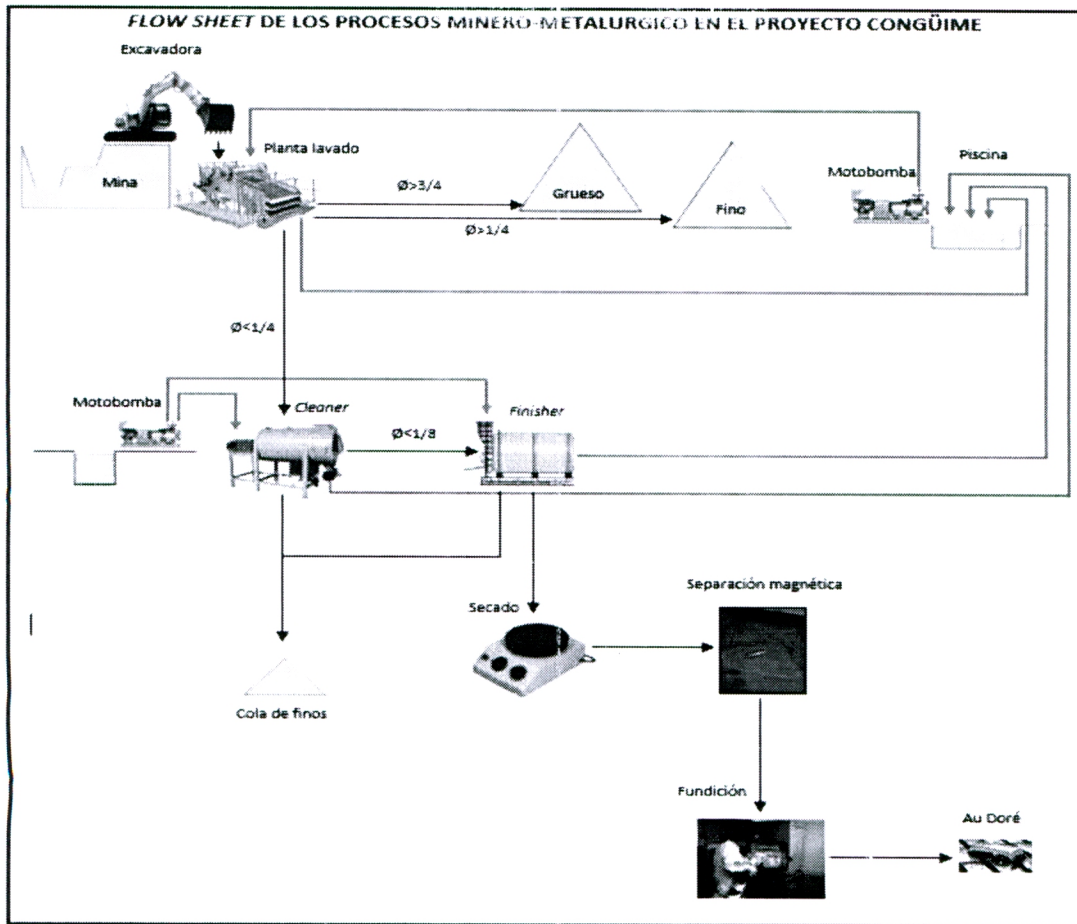 FLOW SHEET DE LOS PROCESOS MINERO-METALURGICO EN EL PROYECTO CONGÜIME
Excavadora
Planta lavado
Mina
Ø>3/4
Grueso
Ø>1/4
Fino
Motobomba
Piscina
Ø<1/4
Motobomba
Cleaner
Ø<1/8
Finisher
Secado
Separación magnética
Cola de finos
Fundición
Au Doré